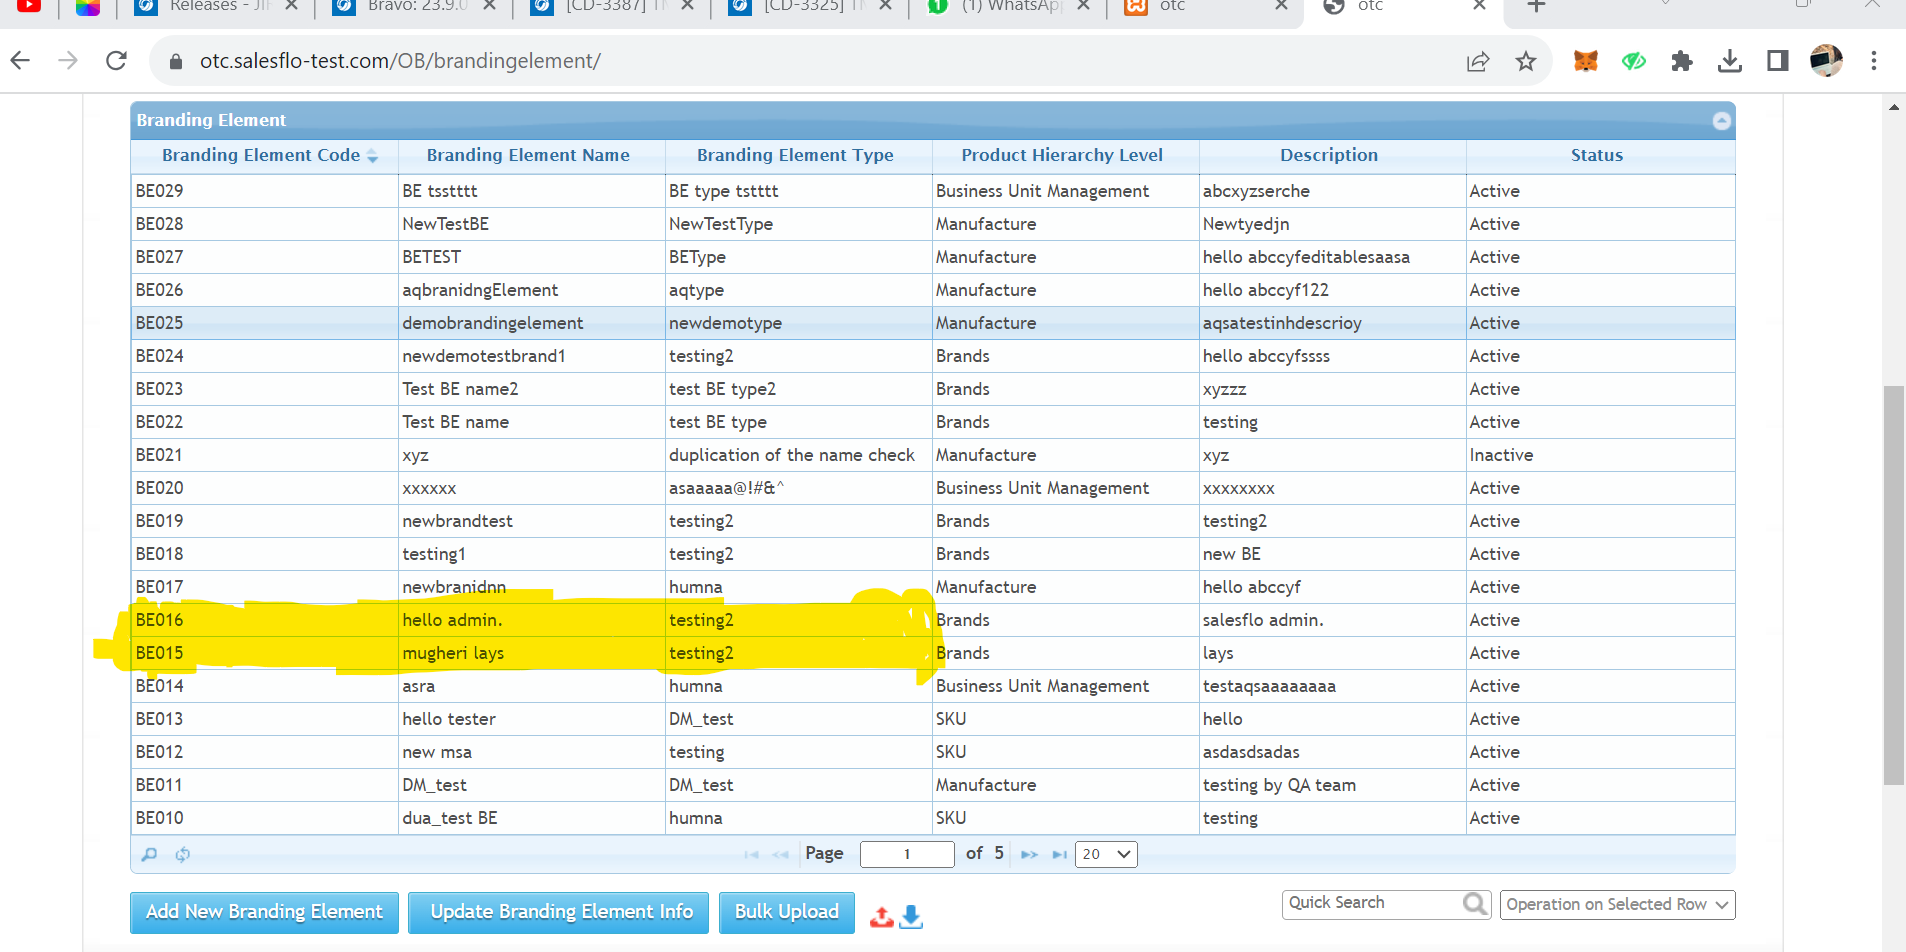 Releases - JIF
Bravo: 23.9.0
[CD-3387] TM
[CD-3325] TM
(1) WhatsApp
otc
otc
otc.salesflo-test.com/OB/brandingelement/
Branding Element
Branding Element Code Branding Element Name Branding Element Type Product Hierarchy Level Description Status
BE029 BE tsstttt BE type tstttt Business Unit Management abcxyzserche Active
BE028 NewTestBE NewTestType Manufacture Newtyedjn Active
BE027 BETEST BEType Manufacture hello abccyfeditablesaasa Active
BE026 aqbranidngElement aqtype Manufacture hello abccyf122 Active
BE025 demobrandingelement newdemotype Manufacture aqsatestinhdescrioy Active
BE024 newdemotestbrand1 testing2 Brands hello abccyfssss Active
BE023 Test BE name2 test BE type2 Brands xyzzz Active
BE022 Test BE name test BE type Brands testing Active
BE021 xyz duplication of the name check Manufacture xyz Inactive
BE020 xxxxxx asaaaaa@!#&^ Business Unit Management xxxxxxxx Active
BE019 newbrandtest testing2 Brands testing2 Active
BE018 testing1 testing2 Brands new BE Active
BE017 newbranidnn humna Manufacture hello abccyf Active
BE016 hello admin. testing2 Brands salesflo admin. Active
BE015 mugheri lays testing2 Brands lays Active
BE014 asra humna Business Unit Management testaqsaaaaaaaa Active
BE013 hello tester DM_test SKU hello Active
BE012 new msa testing SKU asdasdsadas Active
BE011 DM_test DM_test Manufacture testing by QA team Active
BE010 dua_test BE humna SKU testing Active
Page 1 of 5 20
Add New Branding Element Update Branding Element Info Bulk Upload Quick Search Operation on Selected Row